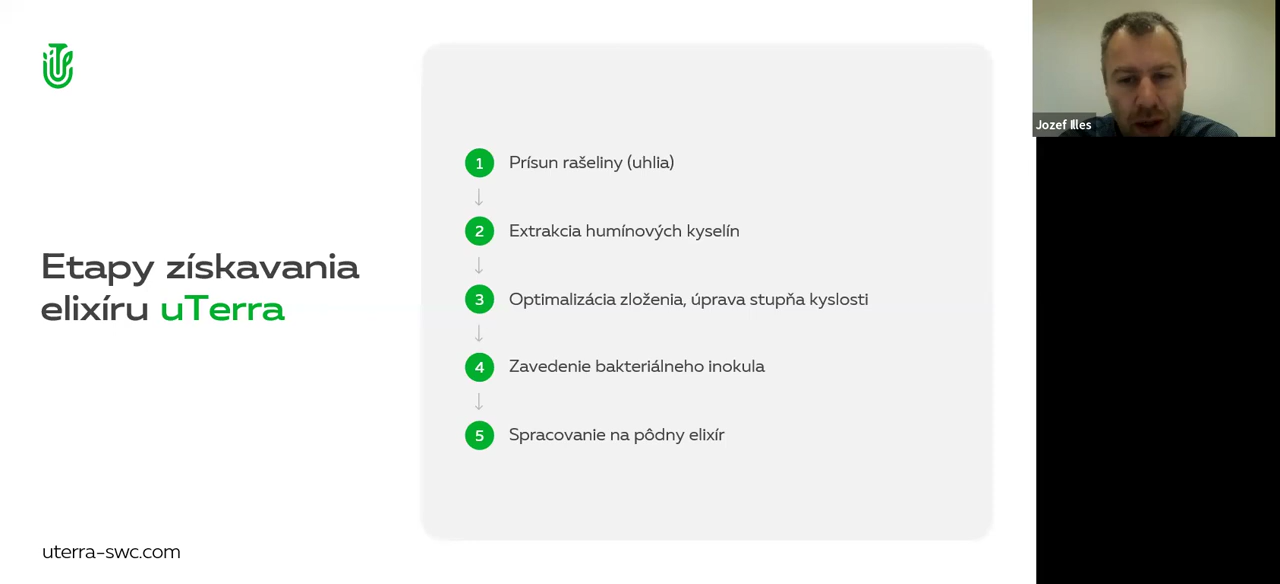 Etapy získavania
elixíru uTerra
1 Prísun rašeliny (uhlia)
2 Extrakcia humínových kyselín
3 Optimalizácia zloženia, úprava stupňa kyslosti
4 Zavedenie bakteriálneho inokula
5 Spracovanie na pôdny elixír
uterra-swc.com
Jozef Illes